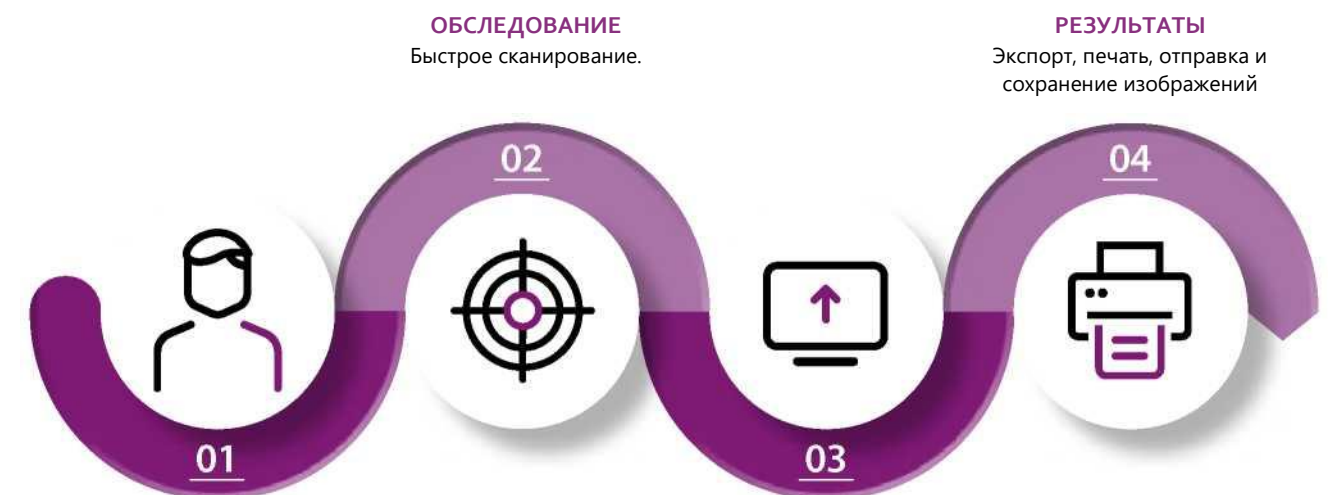 ОБСЛЕДОВАНИЕ
Быстрое сканирование.
РЕЗУЛЬТАТЫ
Экспорт, печать, отправка и
сохранение изображений
02
04
01
03